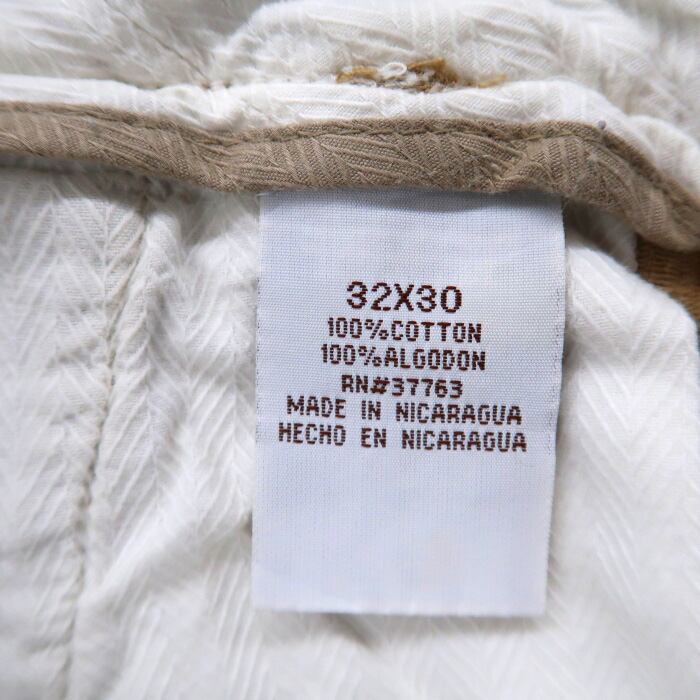 32X30
100%COTTON
100%ALGODON
RN#37763
MADE IN NICARAGUA
HECHO EN NICARAGUA